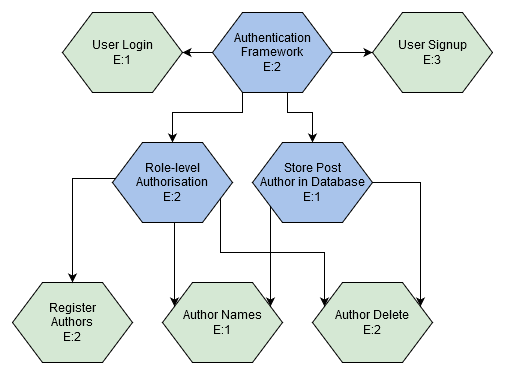 User Login
E:1
Authentication
Framework
E:2
User Signup
E:3
Role-level
Authorisation
E:2
Store Post
Author in Database
E:1
Register
Authors
E:2
Author Names
E:1
Author Delete
E:2